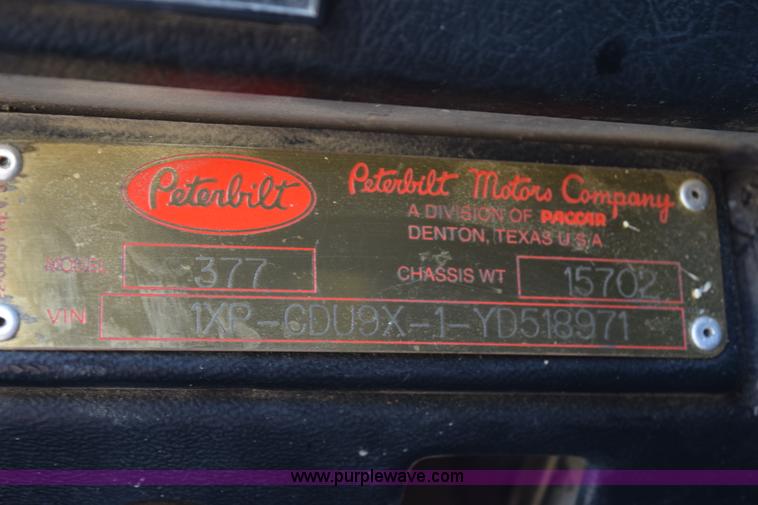 Peterbilt
Peterbilt Motors Company
A DIVISION OF PACCAR
DENTON, TEXAS U.S.A.
MODEL 377
CHASSIS WT 15702
VIN 1XP-CDU9X-1-YD518971
www.purplewave.com